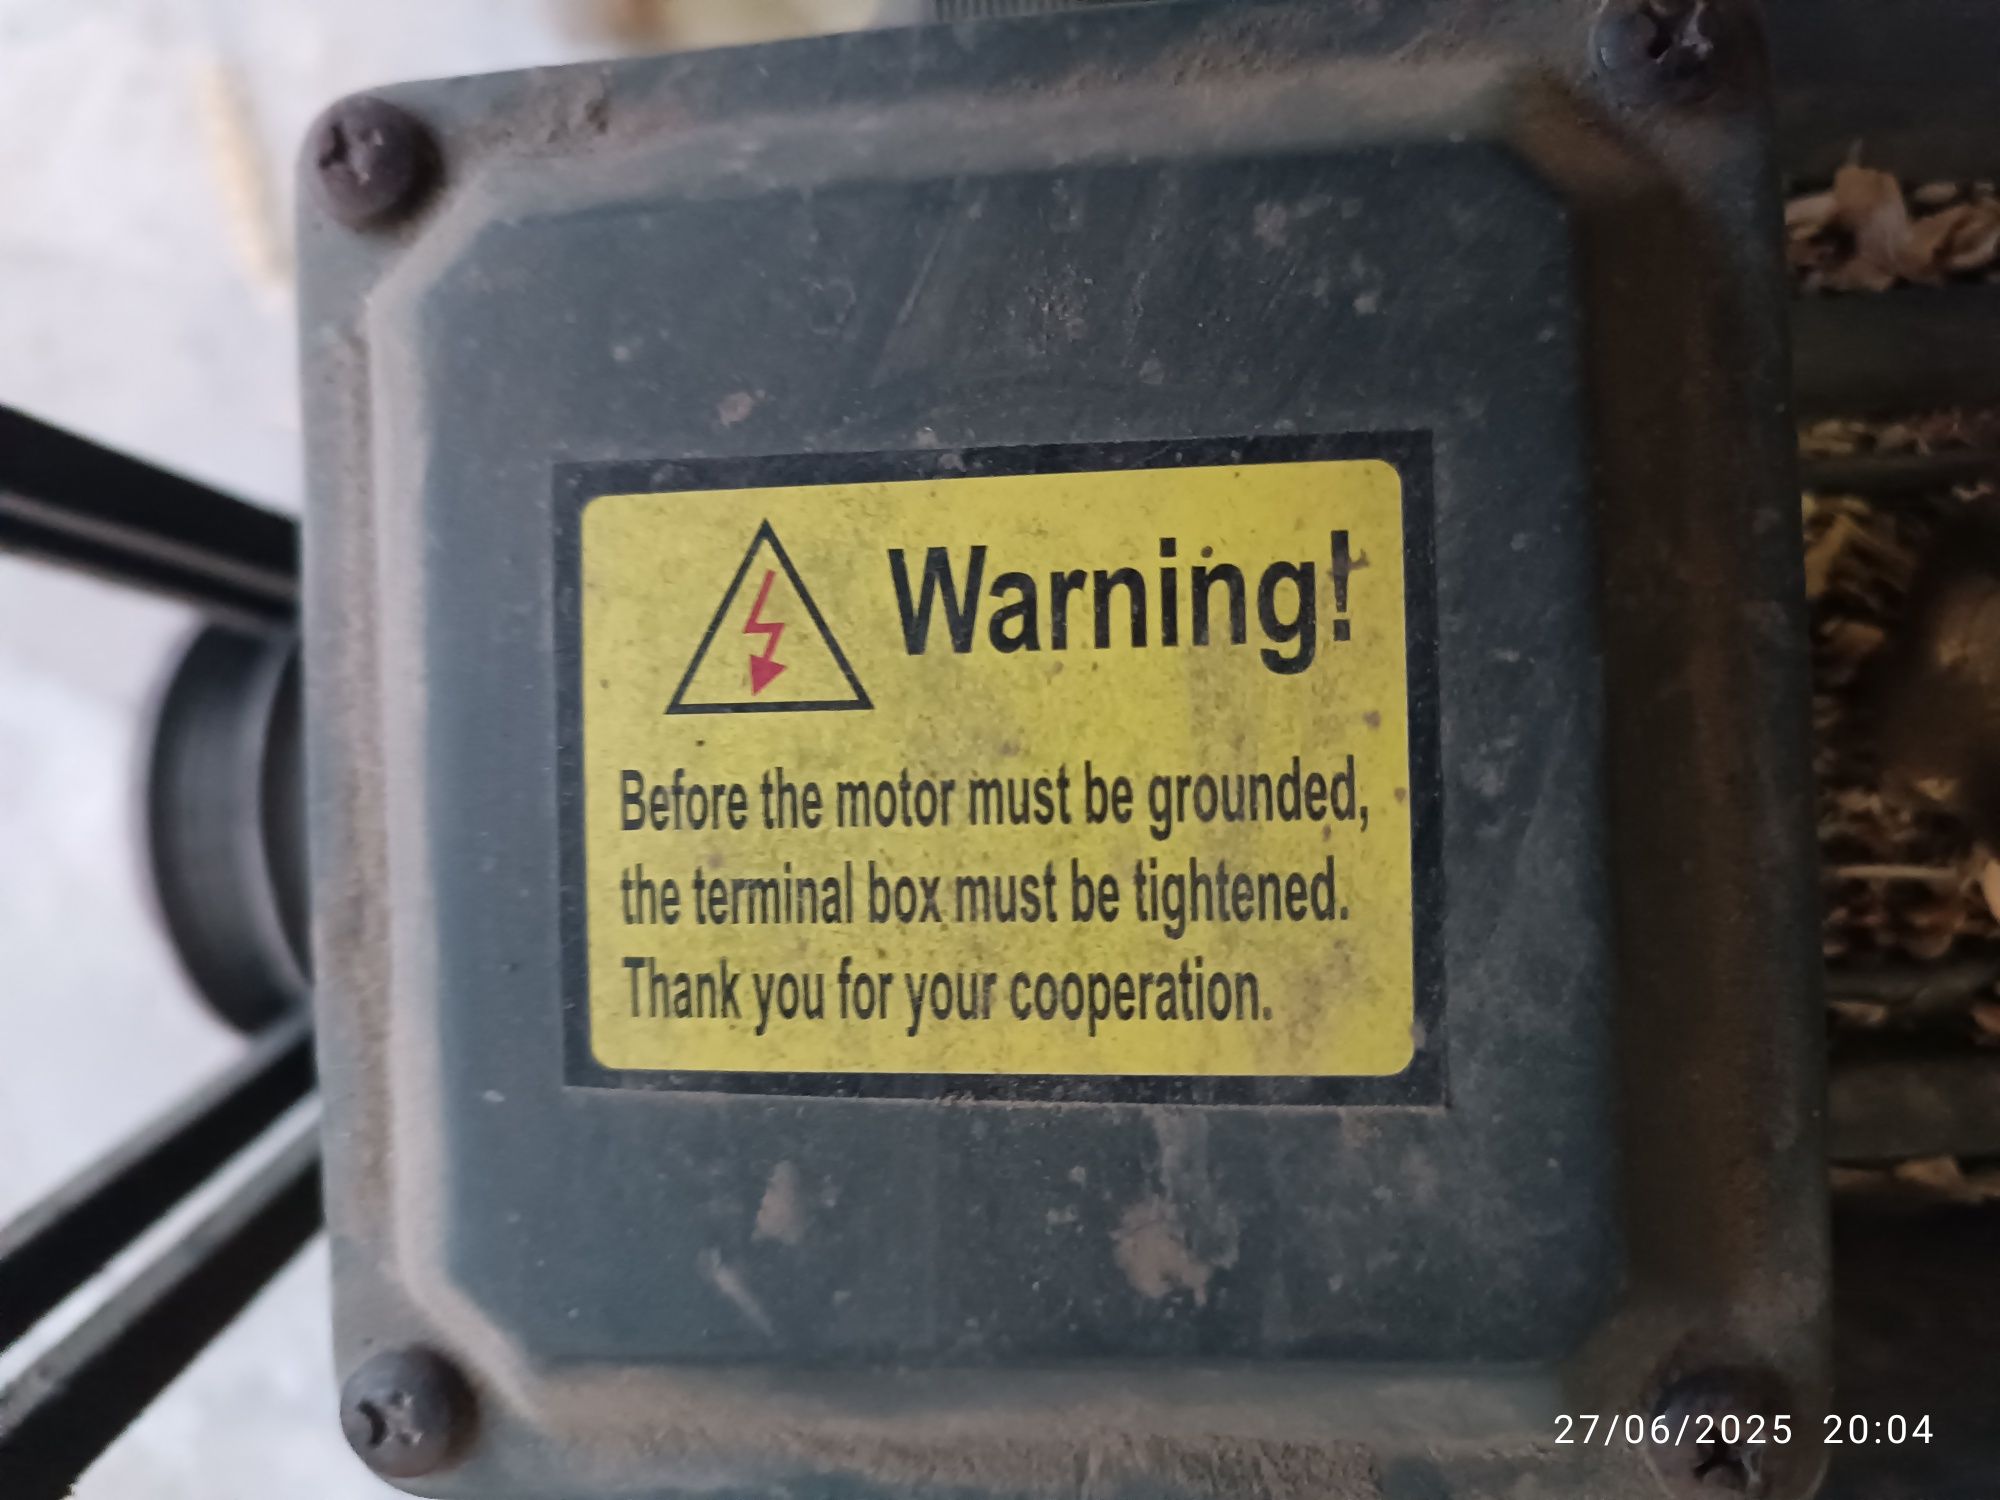 Warning!
Before the motor must be grounded,
the terminal box must be tightened.
Thank you for your cooperation.
27/06/2025 20:04